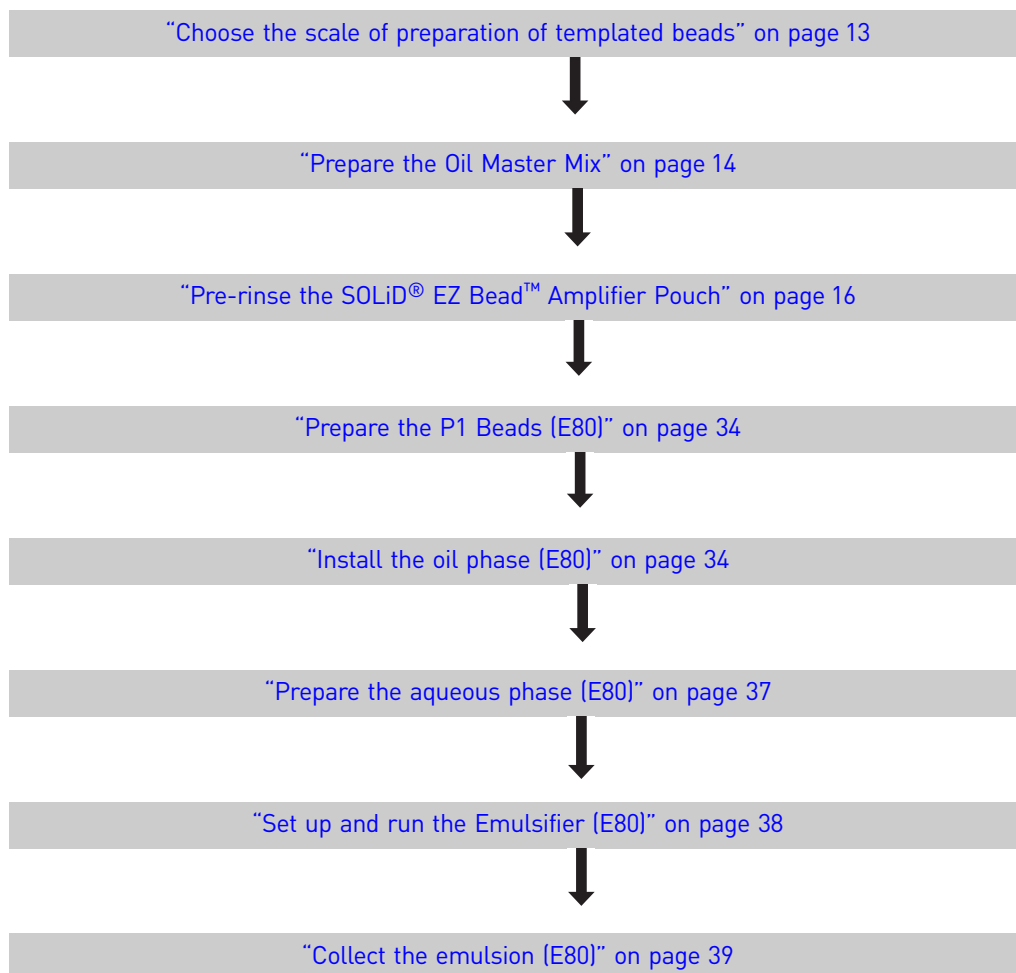 “Choose the scale of preparation of templated beads” on page 13
“Prepare the Oil Master Mix” on page 14
“Pre-rinse the SOLiD® EZ Bead™ Amplifier Pouch” on page 16
“Prepare the P1 Beads (E80)” on page 34
“Install the oil phase (E80)” on page 34
“Prepare the aqueous phase (E80)” on page 37
“Set up and run the Emulsifier (E80)” on page 38
“Collect the emulsion (E80)” on page 39